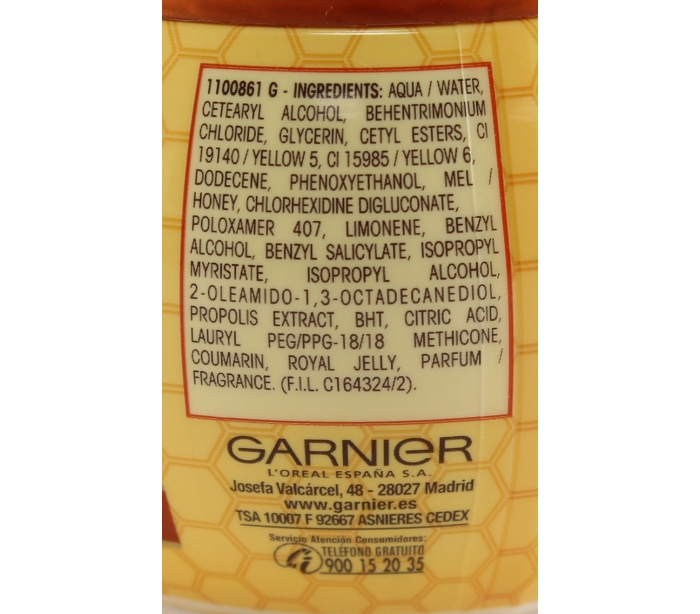 1100861 G - INGREDIENTS: AQUA / WATER,
CETEARYL ALCOHOL, BEHENTRIMONIUM
CHLORIDE, GLYCERIN, CETYL ESTERS, CI
19140 / YELLOW 5, CI 15985 / YELLOW 6,
DODECENE, PHENOXYETHANOL, MEL /
HONEY, CHLORHEXIDINE DIGLUCONATE,
POLOXAMER 407, LIMONENE, BENZYL
ALCOHOL, BENZYL SALICYLATE, ISOPROPYL
MYRISTATE, ISOPROPYL ALCOHOL,
2-OLEAMIDO-1,3-OCTADECANEDIOL,
PROPOLIS EXTRACT, BHT, CITRIC ACID,
LAURYL PEG/PPG-18/18 METHICONE,
COUMARIN, ROYAL JELLY, PARFUM /
FRAGRANCE. (F.I.L. C164324/2).
GARNIER
L'OREAL ESPAÑA S.A.
Josefa Valcárcel, 48 - 28027 Madrid
www.garnier.es
TSA 10007 F 92667 ASNIERES CEDEX
Servicio Atención Consumidores:
TELÉFONO GRATUITO
900 15 20 35